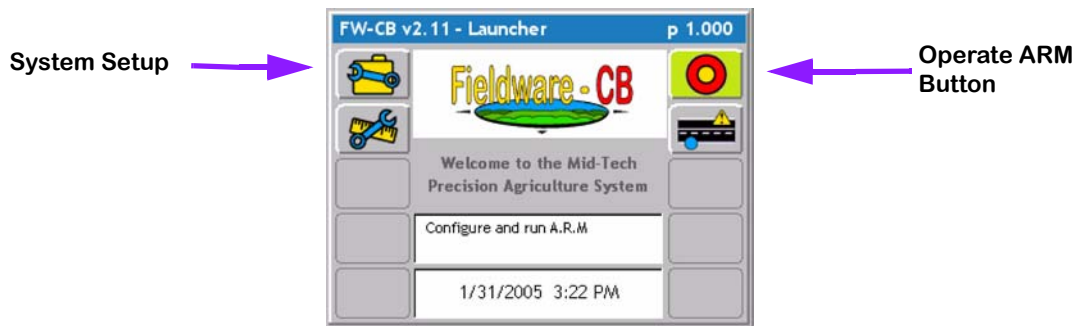 FW-CB v2.11 - Launcher p 1.000
System Setup
Operate ARM
Button
Fieldware - CB
Welcome to the Mid-Tech
Precision Agriculture System
Configure and run A.R.M
1/31/2005 3:22 PM